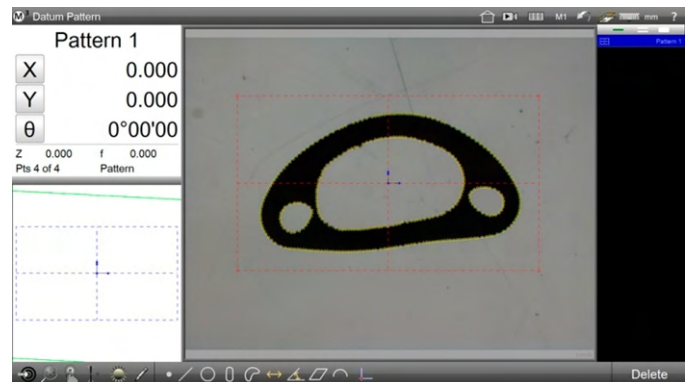 M3 Datum Pattern
M1
mm ?
Pattern 1
X 0.000
Y 0.000
θ 0°00'00
Z 0.000 f 0.000
Pts 4 of 4 Pattern
Pattern 1
Delete